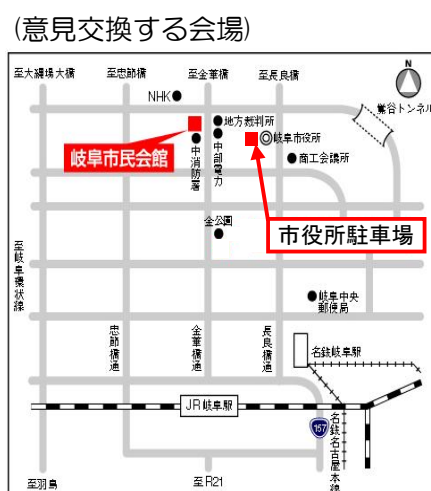 (意見交換する会場)
至大縄場大橋
至忠節橋
至金華橋
至長良橋
N
NHK
鶯谷トンネル
地方裁判所
岐阜市役所
岐阜市民会館
中消防署
中部電力
商工会議所
金公園
市役所駐車場
至岐阜環状線
岐阜中央
郵便局
忠節橋通
金華橋通
長良橋通
名鉄岐阜駅
JR岐阜駅
157
名鉄名古屋本線
至羽島
至R21